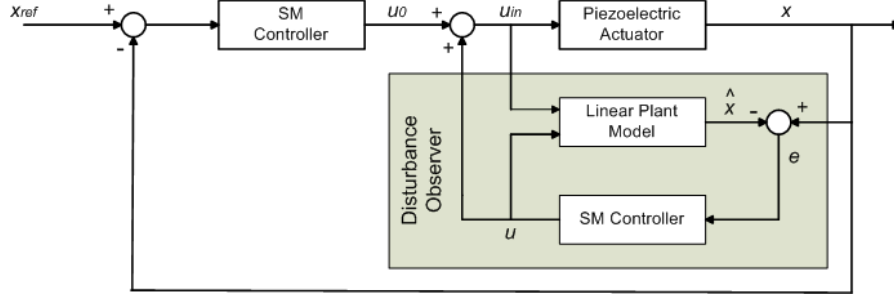 xref
+
-
SM
Controller
u0
+
+
uin
Piezoelectric
Actuator
x
Disturbance
Observer
Linear Plant
Model
^
x
-
+
e
SM Controller
u